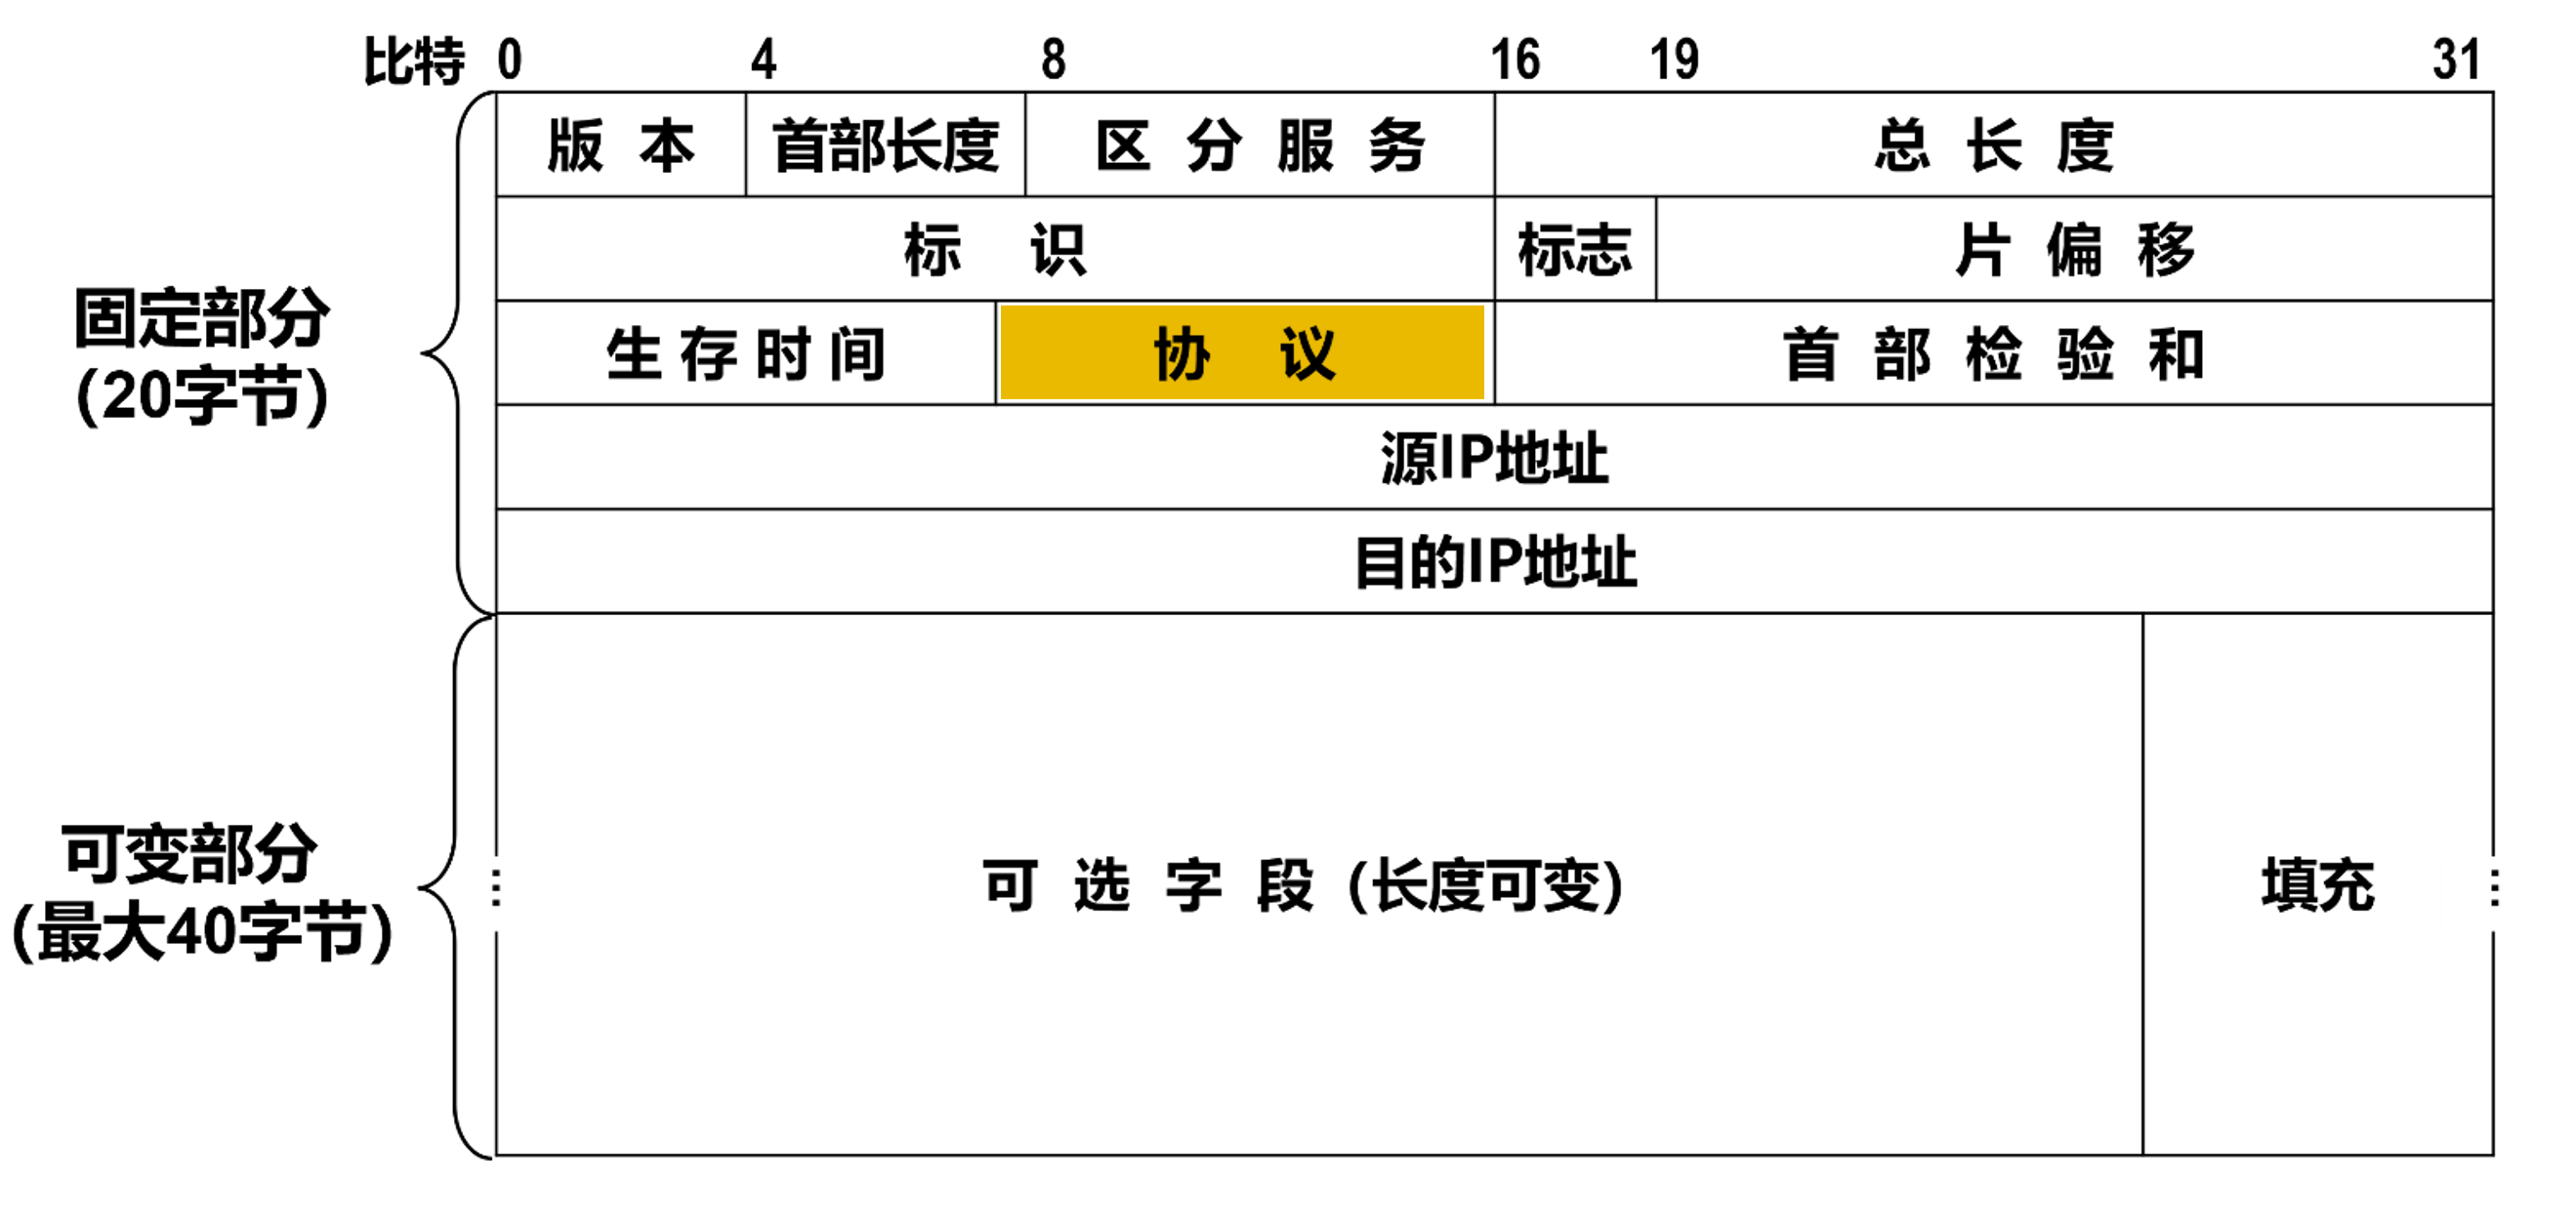 比特 0 4 8 16 19 31
版 本 首部长度 区 分 服 务 总 长 度
标 识 标志 片 偏 移
固定部分
(20字节)
生 存 时 间 协 议 首 部 检 验 和
源IP地址
目的IP地址
可变部分
(最大40字节)
可 选 字 段 (长度可变) 填充